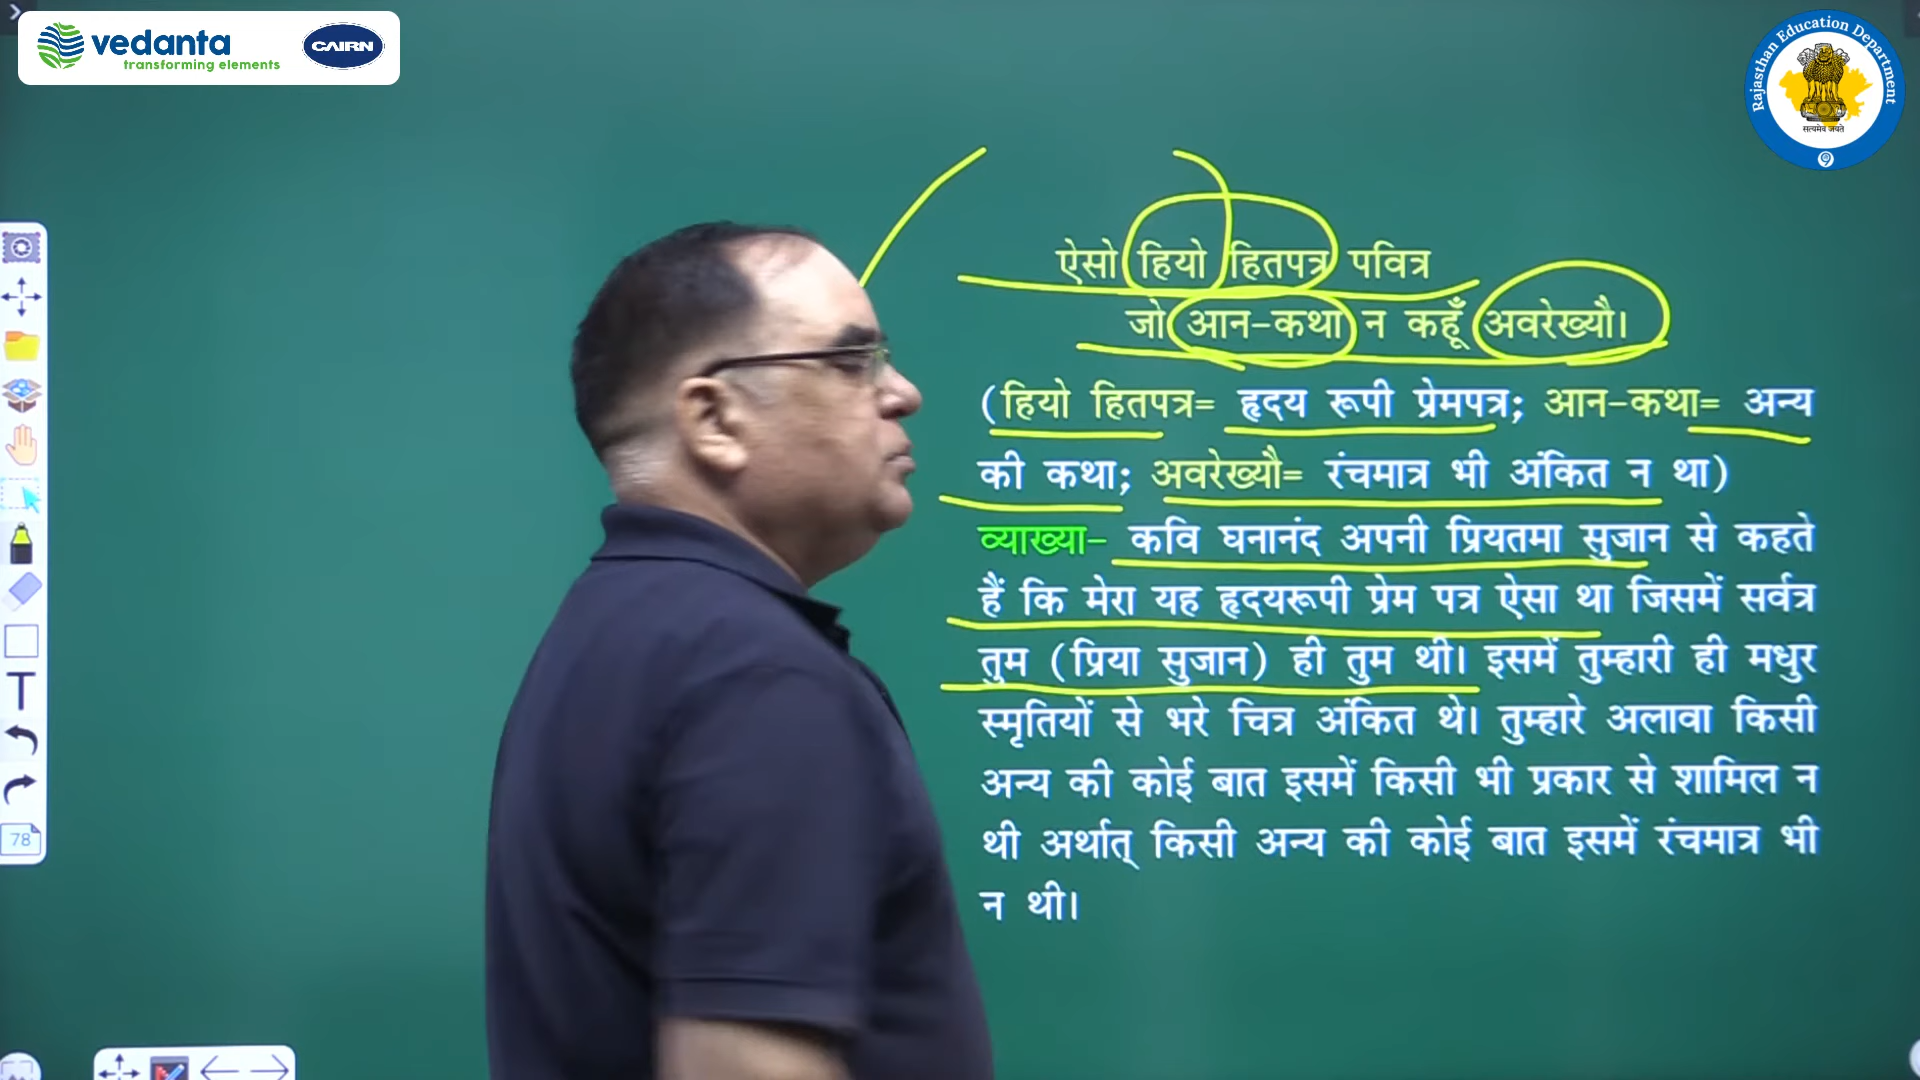 vedanta
transforming elements
CAIRN
Rajasthan Education Department
सत्यमेव जयते
ऐसो हियो हितपत्र पवित्र
जो आन-कथा न कहूँ अवरेख्यौ।
(हियो हितपत्र= हृदय रूपी प्रेमपत्र; आन-कथा= अन्य
की कथा; अवरेख्यौ= रंचमात्र भी अंकित न था)
व्याख्या- कवि घनानंद अपनी प्रियतमा सुजान से कहते
हैं कि मेरा यह हृदयरूपी प्रेम पत्र ऐसा था जिसमें सर्वत्र
तुम (प्रिया सुजान) ही तुम थी। इसमें तुम्हारी ही मधुर
स्मृतियों से भरे चित्र अंकित थे। तुम्हारे अलावा किसी
अन्य की कोई बात इसमें किसी भी प्रकार से शामिल न
थी अर्थात् किसी अन्य की कोई बात इसमें रंचमात्र भी
न थी।
T
78